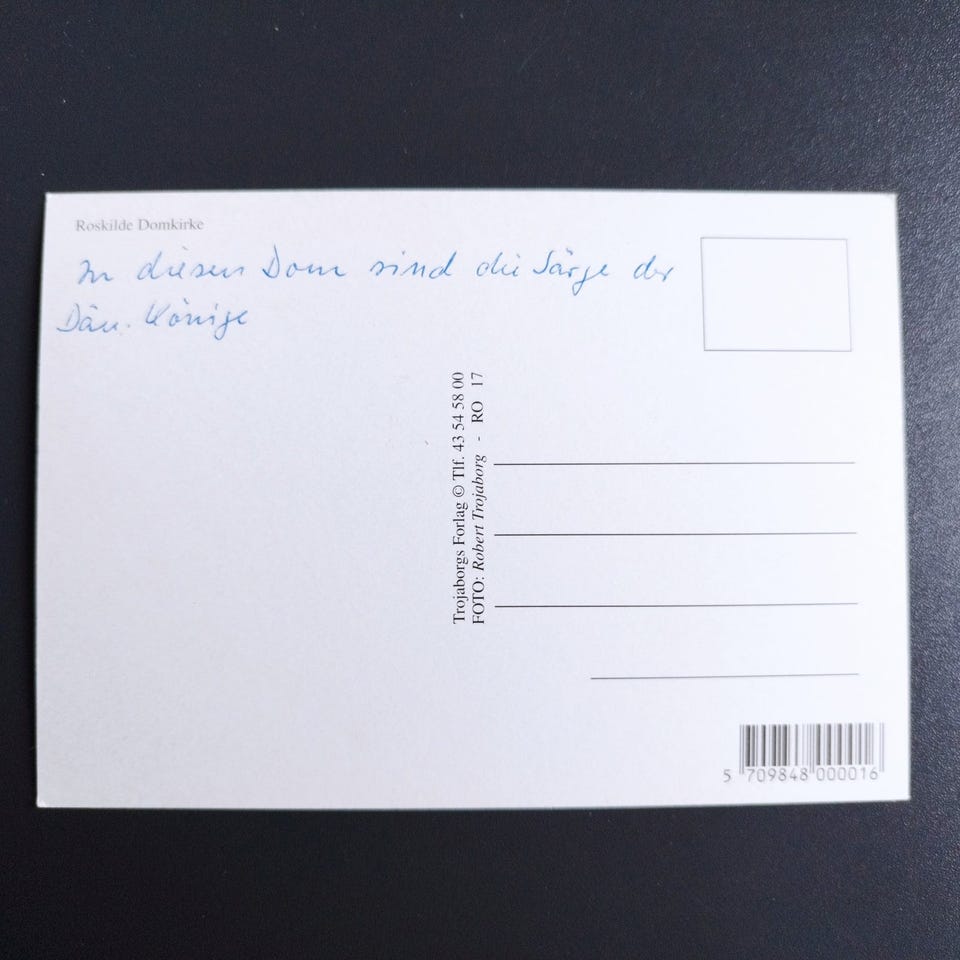 Roskilde Domkirke
In diesen Dom sind die Särge der
Dän. Könige
Trojaborgs Forlag © Tlf. 43 54 58 00
FOTO: Robert Trojaborg - RO 17
5 709848 000016